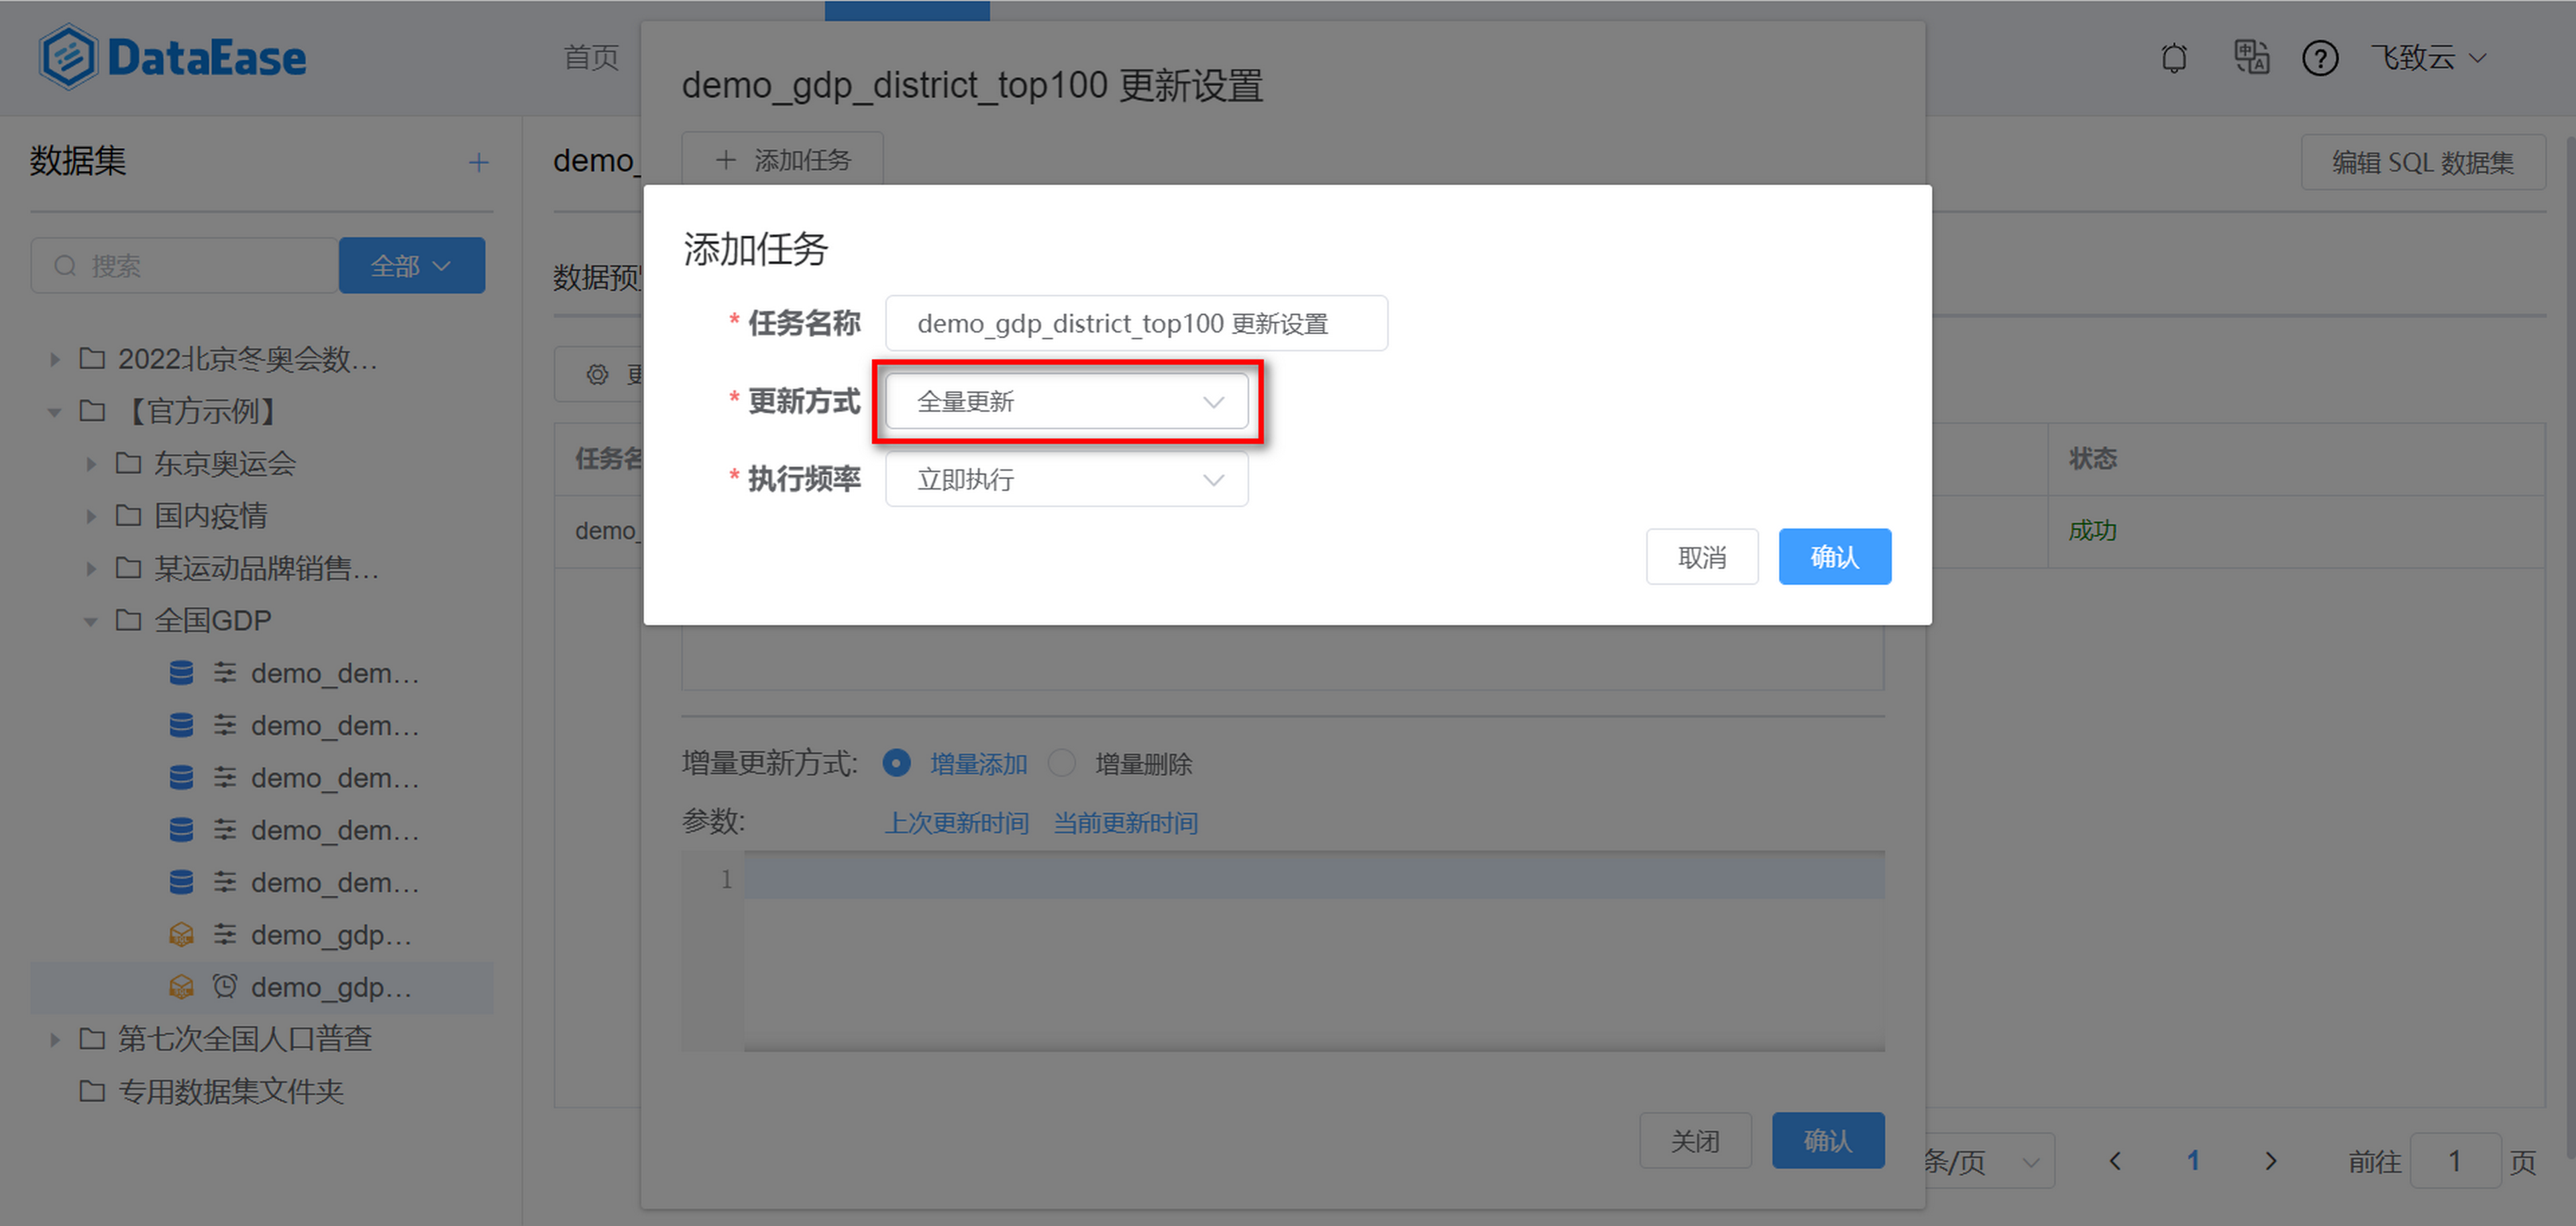 DataEase
首页
飞致云
数据集
搜索
全部
2022北京冬奥会数...
【官方示例】
东京奥运会
国内疫情
某运动品牌销售...
全国GDP
demo_dem...
demo_dem...
demo_dem...
demo_dem...
demo_dem...
demo_gdp...
demo_gdp...
第七次全国人口普查
专用数据集文件夹
demo_
编辑 SQL 数据集
数据预
任务名
状态
demo_
成功
demo_gdp_district_top100 更新设置
添加任务
添加任务
* 任务名称
demo_gdp_district_top100 更新设置
* 更新方式
全量更新
* 执行频率
立即执行
取消
确认
增量更新方式:
增量添加
增量删除
参数:
上次更新时间
当前更新时间
1
关闭
确认
条/页
1
前往
1
页